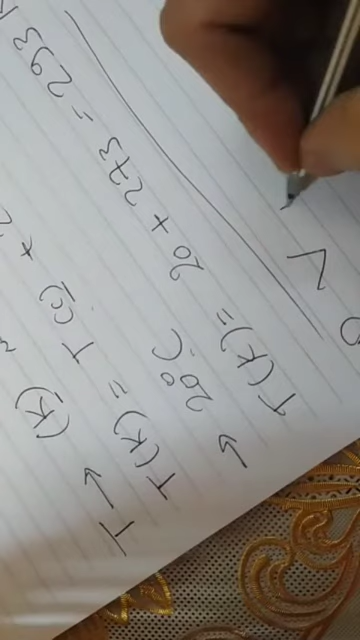 T → (K)
T(K) = T(C) +
→ 20°C
T(K) = 20 + 273 = 293 K
V